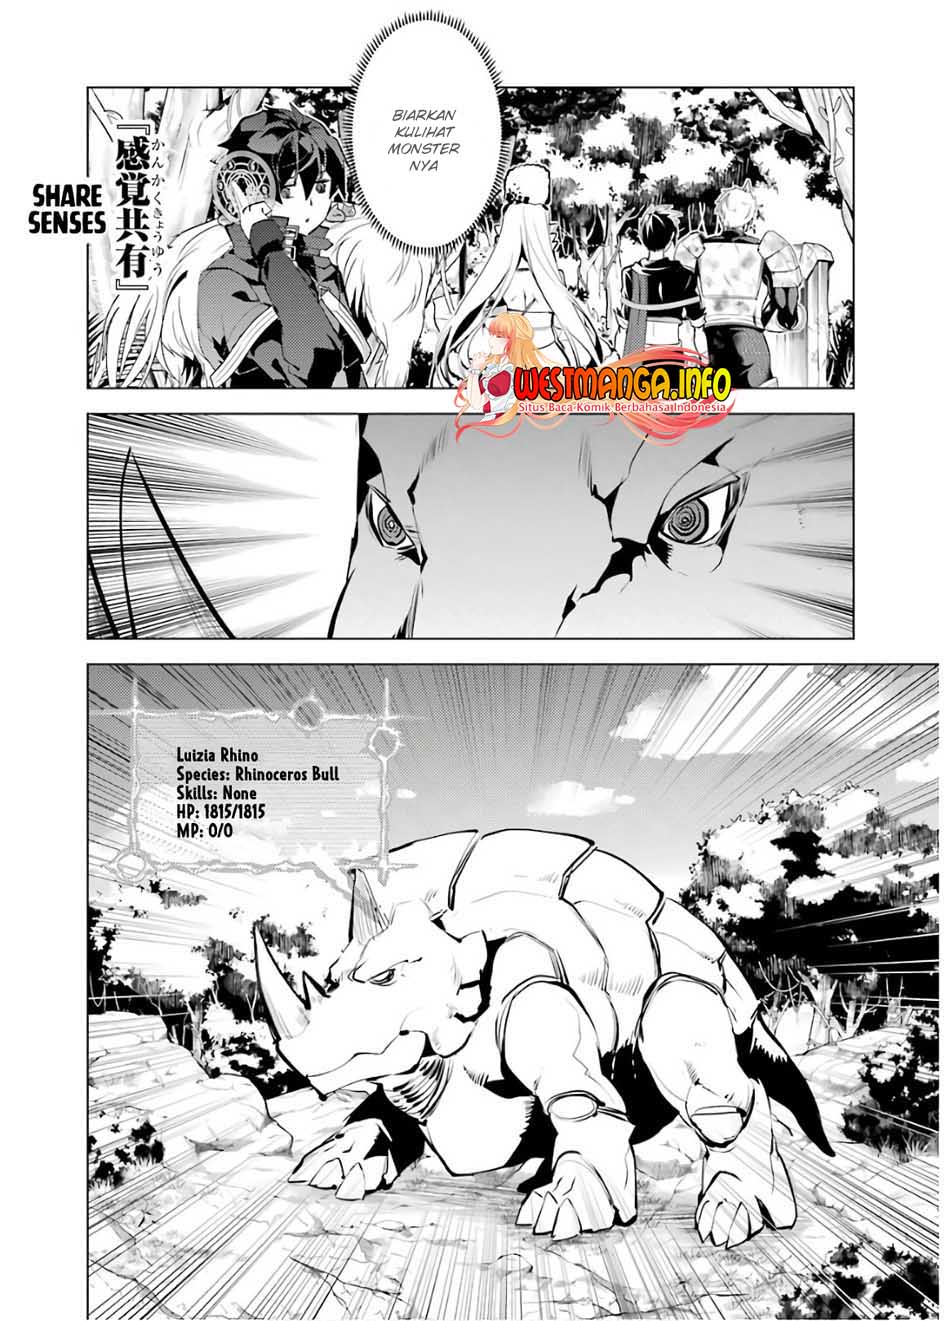 BIARKAN
KULIHAT
MONSTER
NYA
『感覚共有』
かんかくきょうゆう
SHARE
SENSES
WESTMANGA.INFO
Situs Baca Komik Berbahasa Indonesia
Luizia Rhino
Species: Rhinoceros Bull
Skills: None
HP: 1815/1815
MP: 0/0